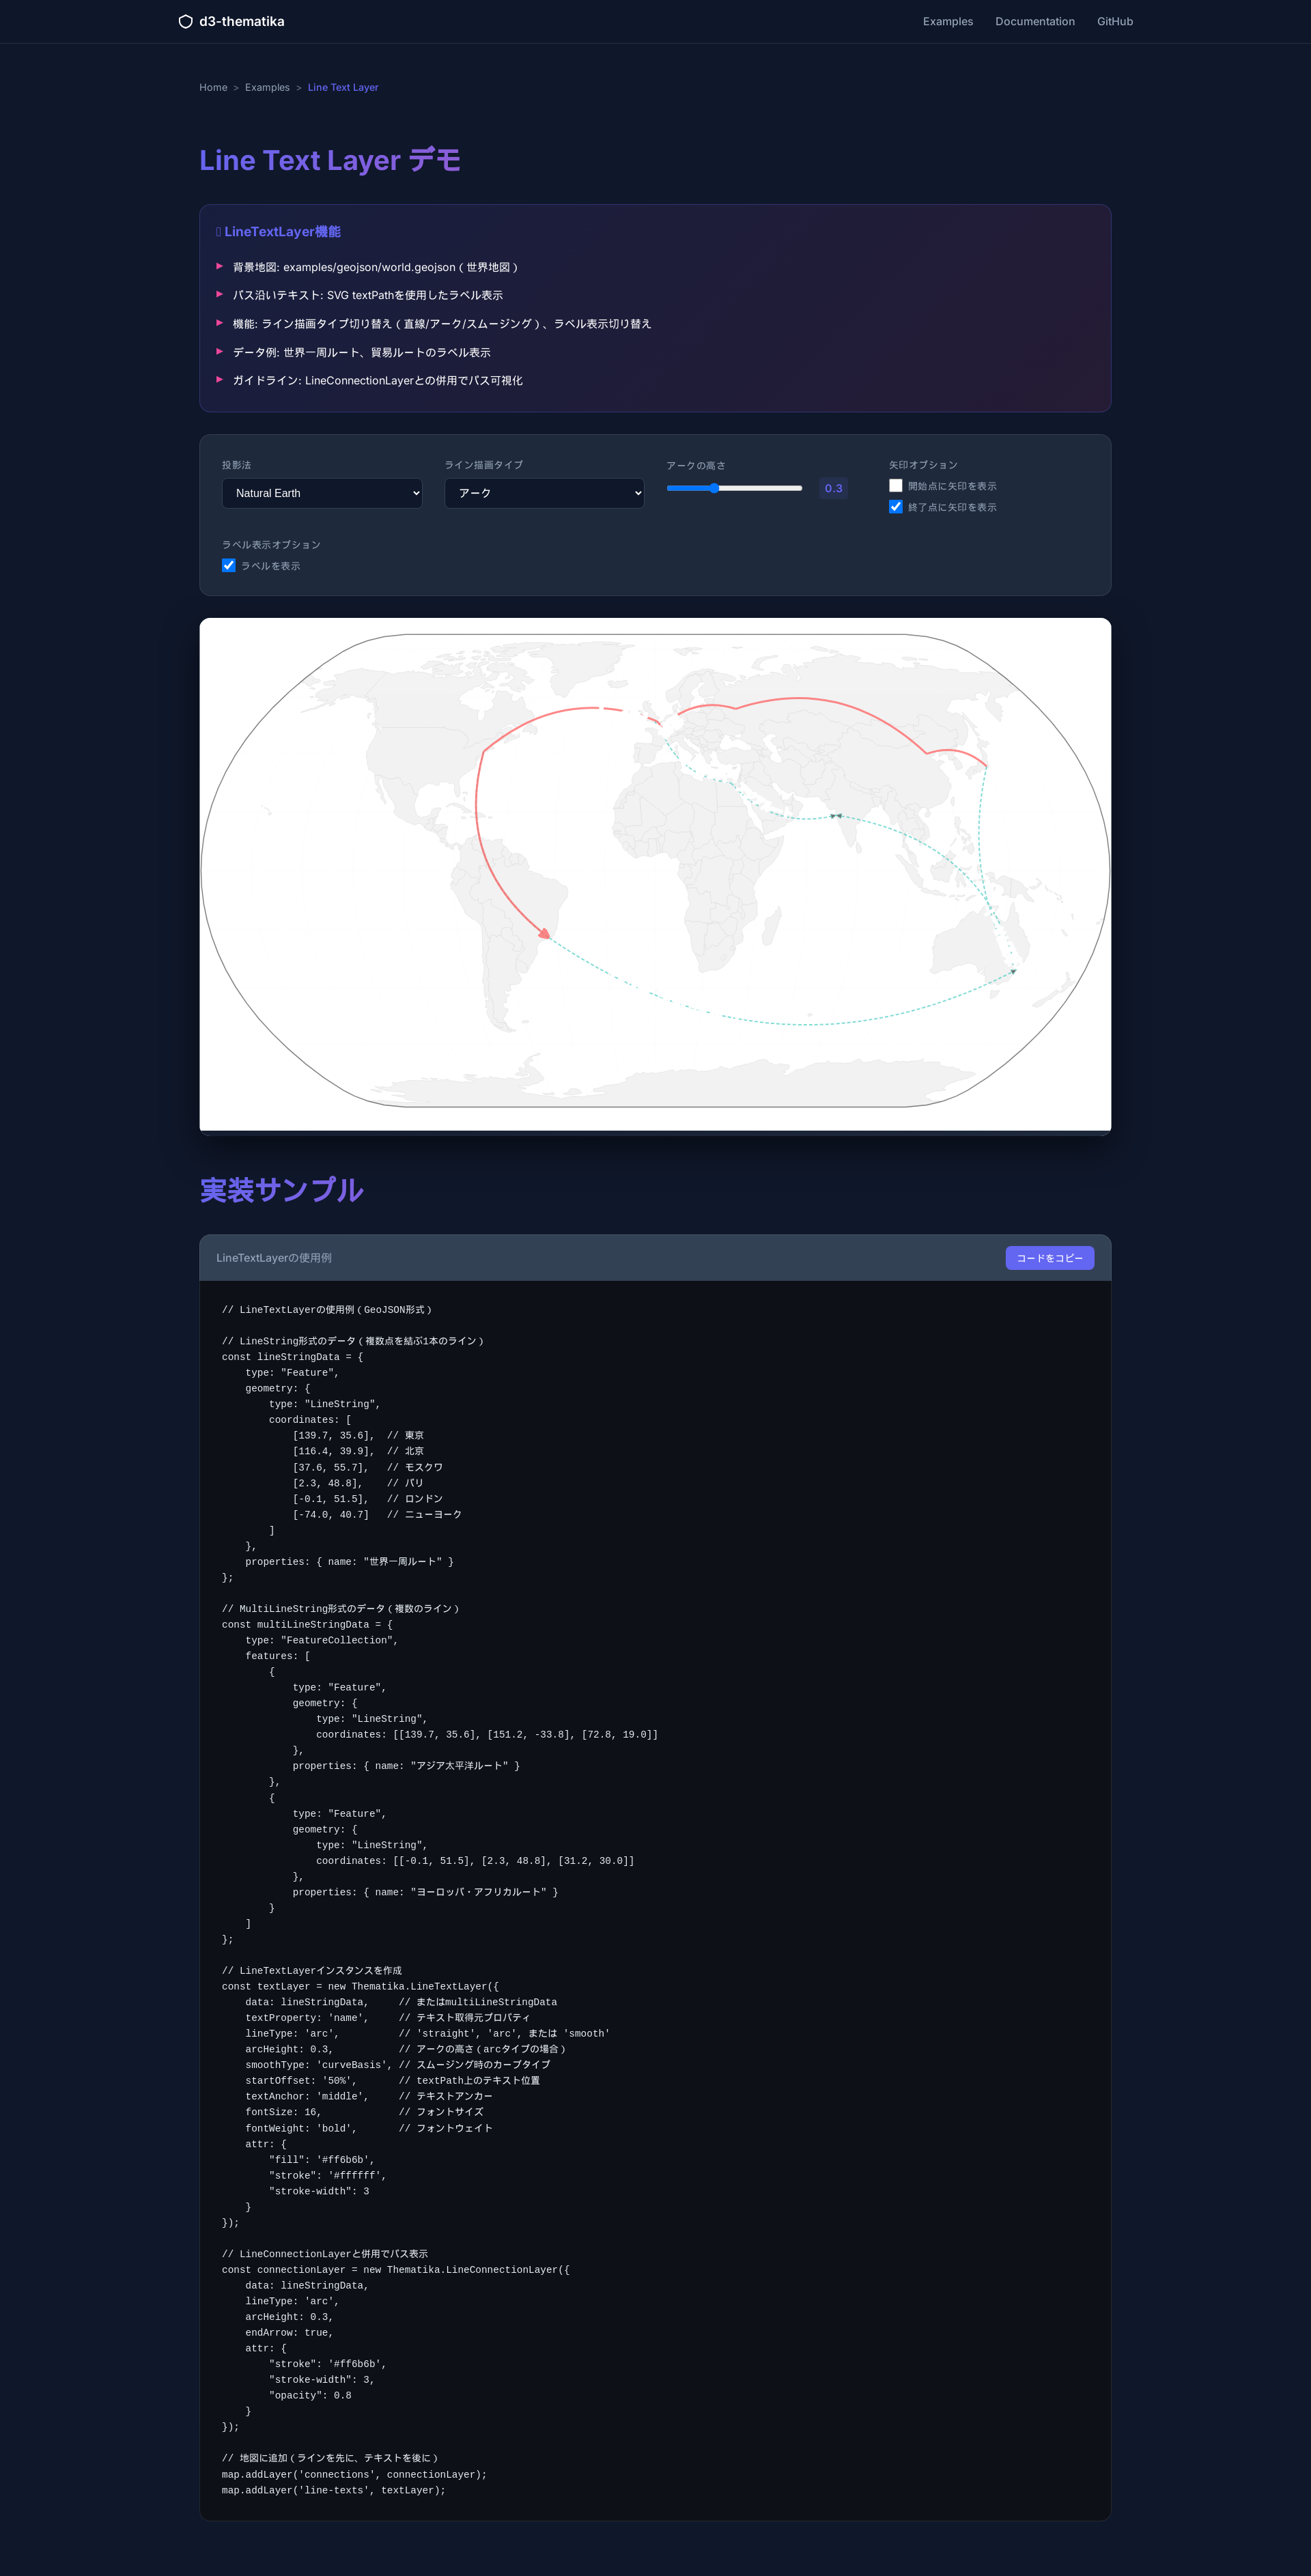 d3-thematika
Examples Documentation GitHub
Home > Examples > Line Text Layer
Line Text Layer デモ
LineTextLayer機能
背景地図: examples/geojson/world.geojson（世界地図）
パス沿いテキスト: SVG textPathを使用したラベル表示
機能: ライン描画タイプ切り替え（直線/アーク/スムージング）、ラベル表示切り替え
データ例: 世界一周ルート、貿易ルートのラベル表示
ガイドライン: LineConnectionLayerとの併用でパス可視化
投影法
Natural Earth
ライン描画タイプ
アーク
アークの高さ
0.3
矢印オプション
開始点に矢印を表示
終了点に矢印を表示
ラベル表示オプション
ラベルを表示
実装サンプル
LineTextLayerの使用例
コードをコピー
// LineTextLayerの使用例（GeoJSON形式）
// LineString形式のデータ（複数点を結ぶ1本のライン）
const lineStringData = {
    type: "Feature",
    geometry: {
        type: "LineString",
        coordinates: [
            [139.7, 35.6],  // 東京
            [116.4, 39.9],  // 北京
            [37.6, 55.7],   // モスクワ
            [2.3, 48.8],    // パリ
            [-0.1, 51.5],   // ロンドン
            [-74.0, 40.7]   // ニューヨーク
        ]
    },
    properties: { name: "世界一周ルート" }
};
// MultiLineString形式のデータ（複数のライン）
const multiLineStringData = {
    type: "FeatureCollection",
    features: [
        {
            type: "Feature",
            geometry: {
                type: "LineString",
                coordinates: [[139.7, 35.6], [151.2, -33.8], [72.8, 19.0]]
            },
            properties: { name: "アジア太平洋ルート" }
        },
        {
            type: "Feature",
            geometry: {
                type: "LineString",
                coordinates: [[-0.1, 51.5], [2.3, 48.8], [31.2, 30.0]]
            },
            properties: { name: "ヨーロッパ・アフリカルート" }
        }
    ]
};
// LineTextLayerインスタンスを作成
const textLayer = new Thematika.LineTextLayer({
    data: lineStringData,     // またはmultiLineStringData
    textProperty: 'name',     // テキスト取得元プロパティ
    lineType: 'arc',          // 'straight', 'arc', または 'smooth'
    arcHeight: 0.3,           // アークの高さ（arcタイプの場合）
    smoothType: 'curveBasis', // スムージング時のカーブタイプ
    startOffset: '50%',       // textPath上のテキスト位置
    textAnchor: 'middle',     // テキストアンカー
    fontSize: 16,             // フォントサイズ
    fontWeight: 'bold',       // フォントウェイト
    attr: {
        "fill": '#ff6b6b',
        "stroke": '#ffffff',
        "stroke-width": 3
    }
});
// LineConnectionLayerと併用でパス表示
const connectionLayer = new Thematika.LineConnectionLayer({
    data: lineStringData,
    lineType: 'arc',
    arcHeight: 0.3,
    endArrow: true,
    attr: {
        "stroke": '#ff6b6b',
        "stroke-width": 3,
        "opacity": 0.8
    }
});
// 地図に追加（ラインを先に、テキストを後に）
map.addLayer('connections', connectionLayer);
map.addLayer('line-texts', textLayer);